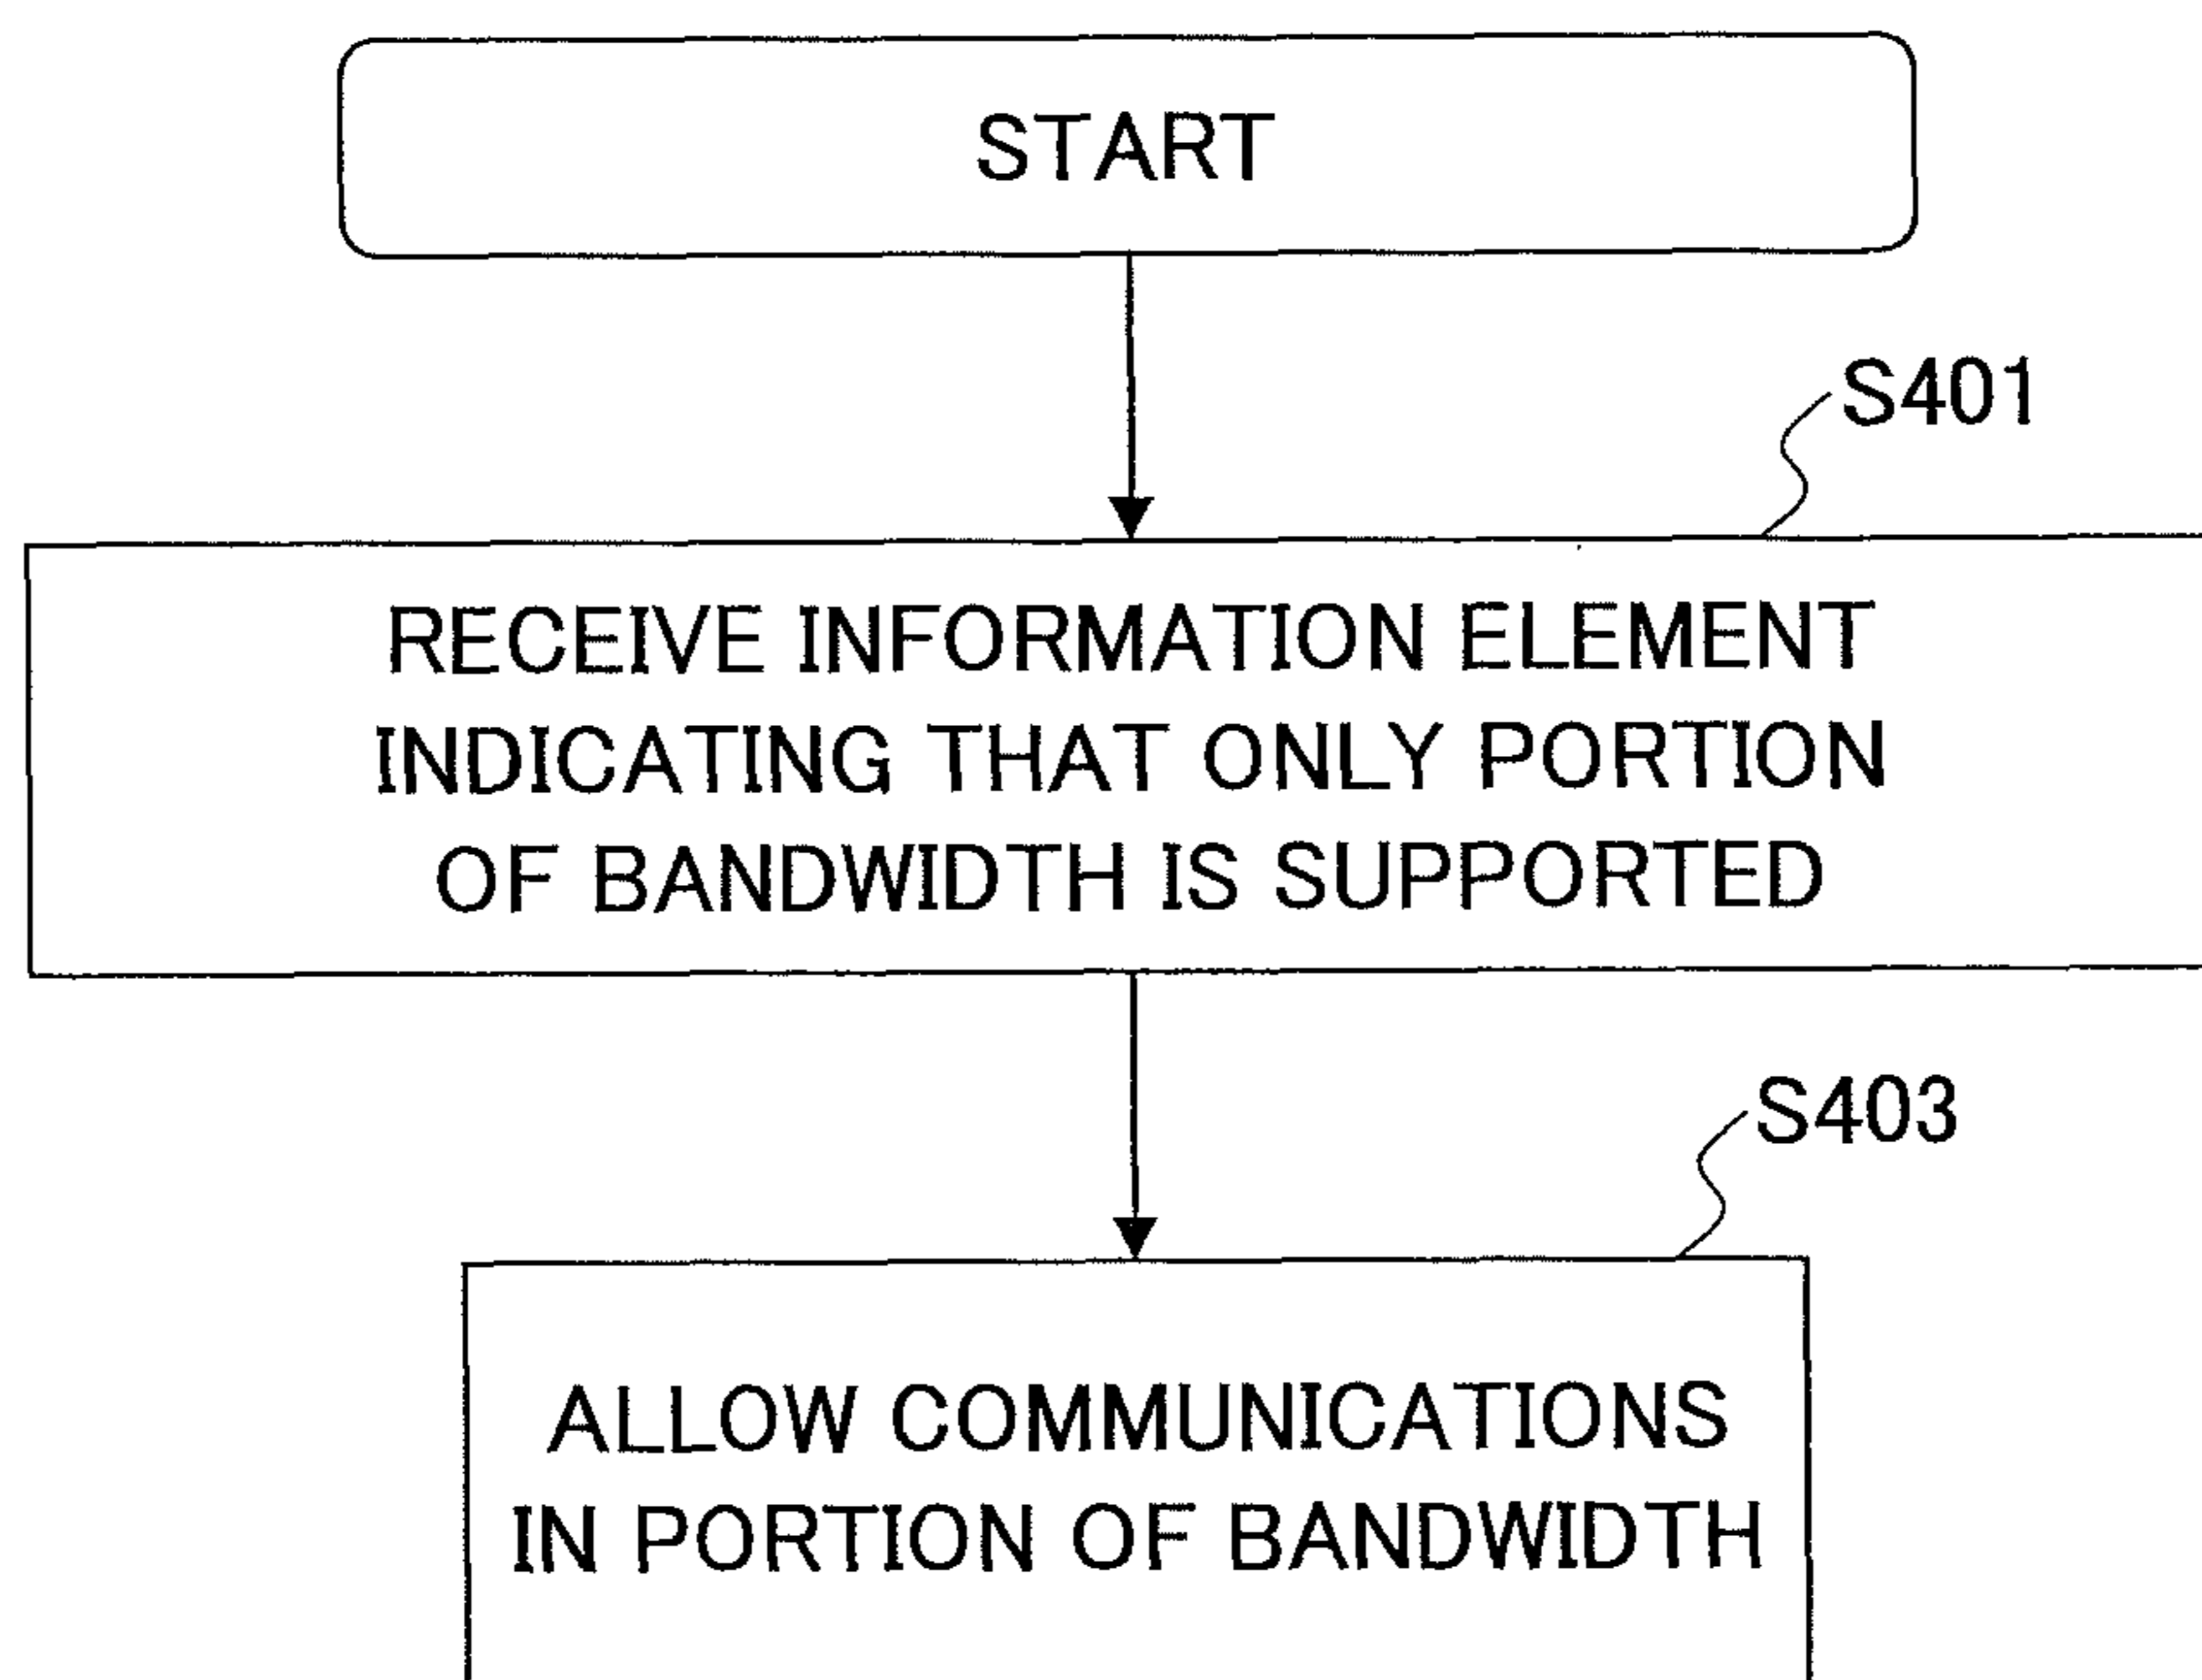 START
S401
RECEIVE INFORMATION ELEMENT
INDICATING THAT ONLY PORTION
OF BANDWIDTH IS SUPPORTED
S403
ALLOW COMMUNICATIONS
IN PORTION OF BANDWIDTH